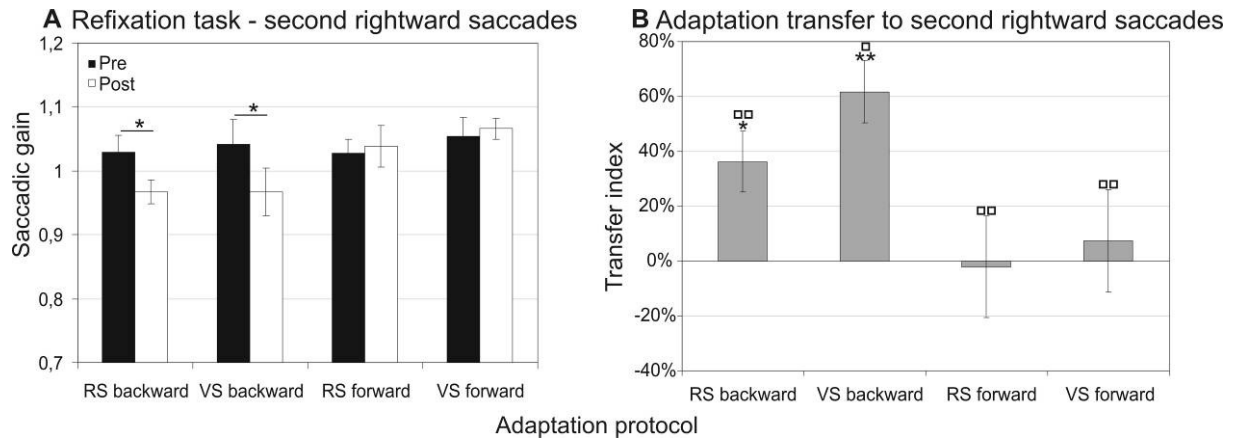 A Refixation task - second rightward saccades
1,2
1,1
1
0,9
0,8
0,7
Saccadic gain
Pre
Post
*
*
RS backward VS backward RS forward VS forward
B Adaptation transfer to second rightward saccades
80%
60%
40%
20%
0%
-20%
-40%
Transfer index
*
**
RS backward VS backward RS forward VS forward
Adaptation protocol